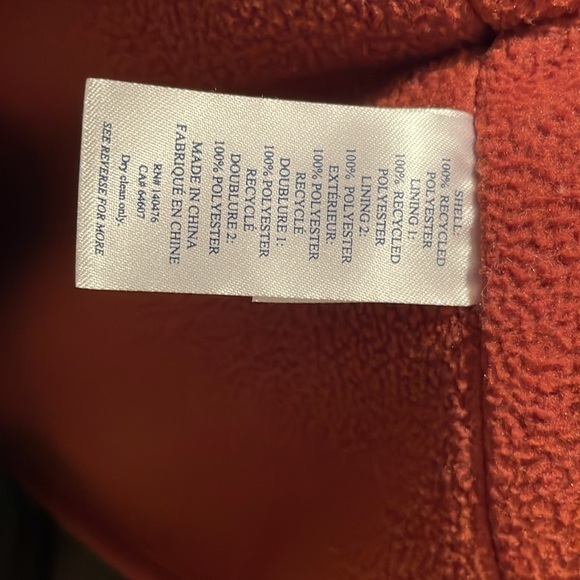 SHELL:
100% RECYCLED
POLYESTER
LINING 1:
100% RECYCLED
POLYESTER
LINING 2:
100% POLYESTER
EXTERIEUR:
100% POLYESTER
RECYCLÉ
DOUBLURE 1:
100% POLYESTER
RECYCLÉ
DOUBLURE 2:
100% POLYESTER
MADE IN CHINA
FABRIQUÉ EN CHINE
RN# 140476
CA# 64607
Dry clean only.
SEE REVERSE FOR MORE